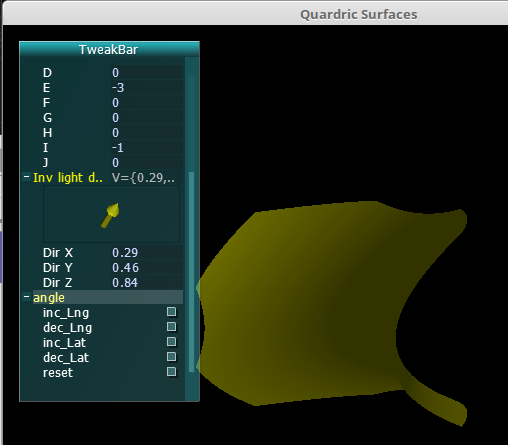 Quardric Surfaces
TweakBar
D 0
E -3
F 0
G 0
H 0
I -1
J 0
Inv light d.. V={0.29,..
Dir X 0.29
Dir Y 0.46
Dir Z 0.84
angle
inc_Lng
dec_Lng
inc_Lat
dec_Lat
reset